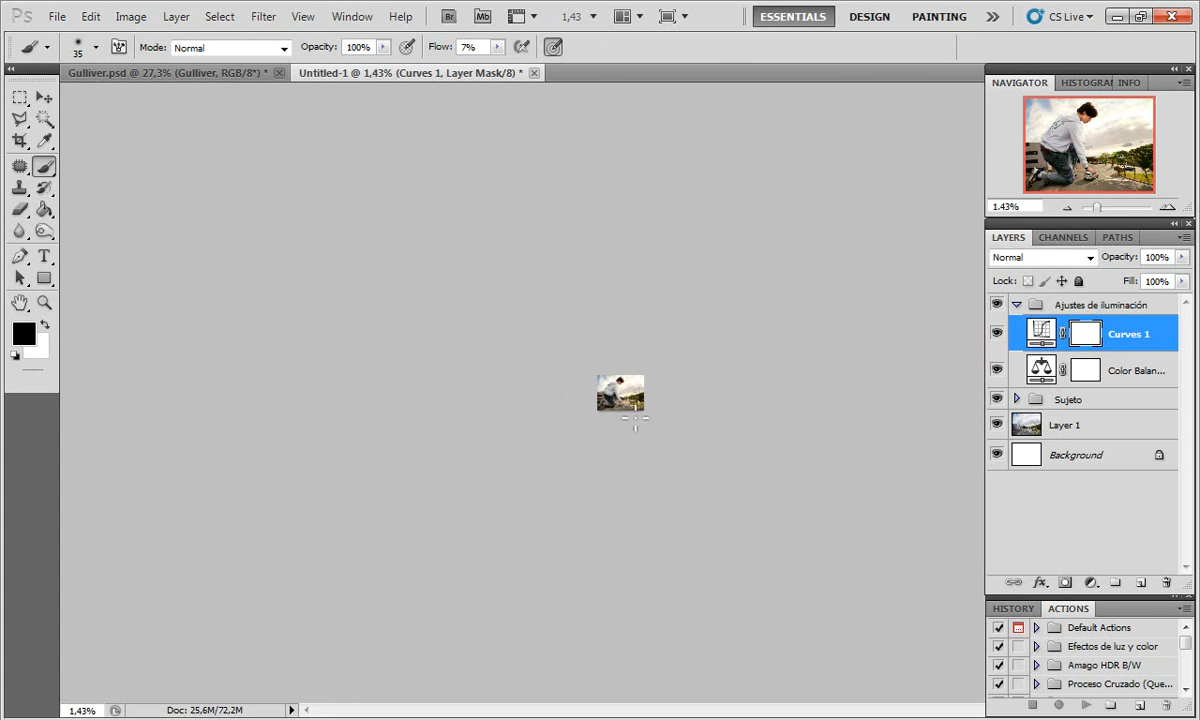 Ps File Edit Image Layer Select Filter View Window Help Br Mb 1,43 ESSENTIALS DESIGN PAINTING CS Live
35 Mode: Normal Opacity: 100% Flow: 7%
Gulliver.psd @ 27,3% (Gulliver, RGB/8*) * Untitled-1 @ 1,43% (Curves 1, Layer Mask/8) *
NAVIGATOR HISTOGRAM INFO
1.43%
LAYERS CHANNELS PATHS
Normal Opacity: 100%
Lock: Fill: 100%
Ajustes de iluminación
Curves 1
Color Balan...
Sujeto
Layer 1
Background
HISTORY ACTIONS
Default Actions
Efectos de luz y color
Amago HDR B/W
Proceso Cruzado (Que...
1,43% Doc: 25,6M/72,2M